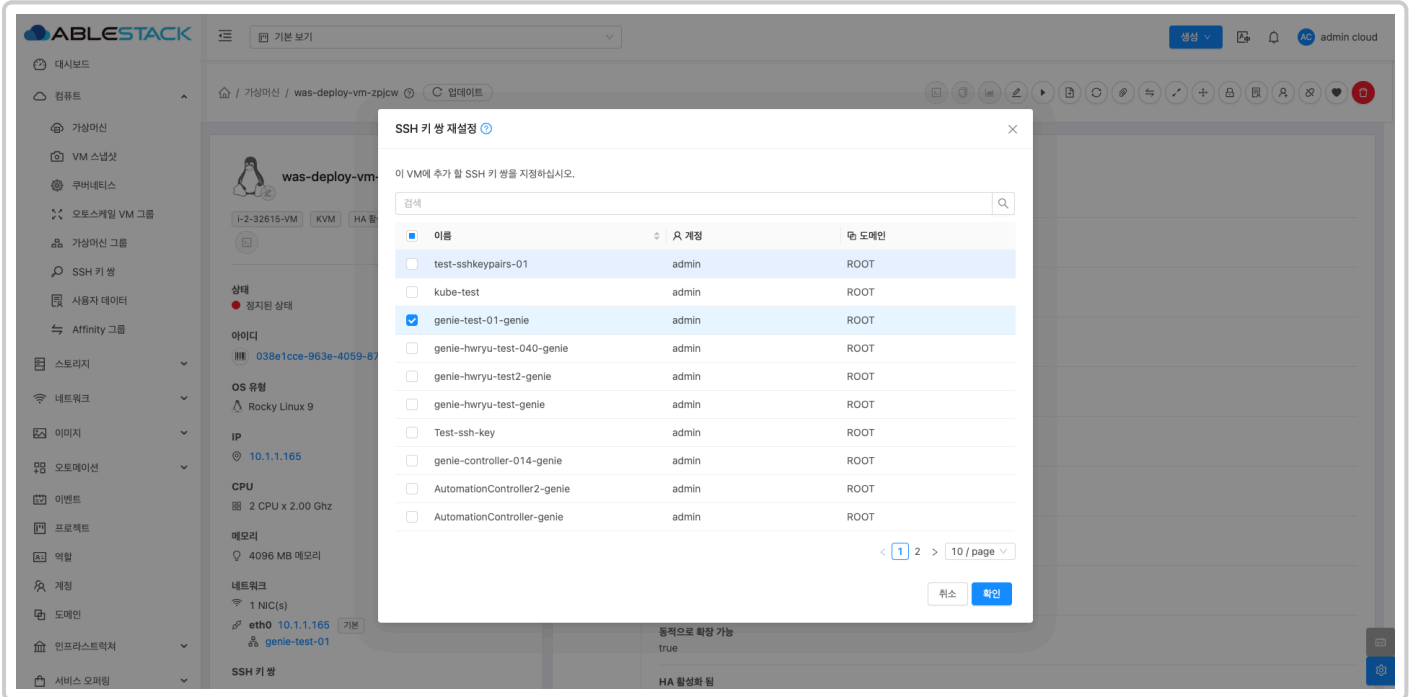 ABLESTACK
기본 보기
생성
AC admin cloud
대시보드
컴퓨트
가상머신
VM 스냅샷
쿠버네티스
오토스케일 VM 그룹
가상머신 그룹
SSH 키 쌍
사용자 데이터
Affinity 그룹
스토리지
네트워크
이미지
오토메이션
이벤트
프로젝트
역할
계정
도메인
인프라스트럭쳐
서비스 오퍼링
/ 가상머신 / was-deploy-vm-zpjcw 업데이트
was-deploy-vm-
i-2-32615-VM KVM HA 활
상태
정지된 상태
아이디
038e1cce-963e-4059-87
OS 유형
Rocky Linux 9
IP
10.1.1.165
CPU
2 CPU x 2.00 Ghz
메모리
4096 MB 메모리
네트워크
1 NIC(s)
eth0 10.1.1.165 기본
genie-test-01
SSH 키 쌍
SSH 키 쌍 재설정
이 VM에 추가 할 SSH 키 쌍을 지정하십시오.
검색
이름 계정 도메인
test-sshkeypairs-01 admin ROOT
kube-test admin ROOT
genie-test-01-genie admin ROOT
genie-hwryu-test-040-genie admin ROOT
genie-hwryu-test2-genie admin ROOT
genie-hwryu-test-genie admin ROOT
Test-ssh-key admin ROOT
genie-controller-014-genie admin ROOT
AutomationController2-genie admin ROOT
AutomationController-genie admin ROOT
< 1 2 > 10 / page
취소 확인
동적으로 확장 가능
true
HA 활성화 됨